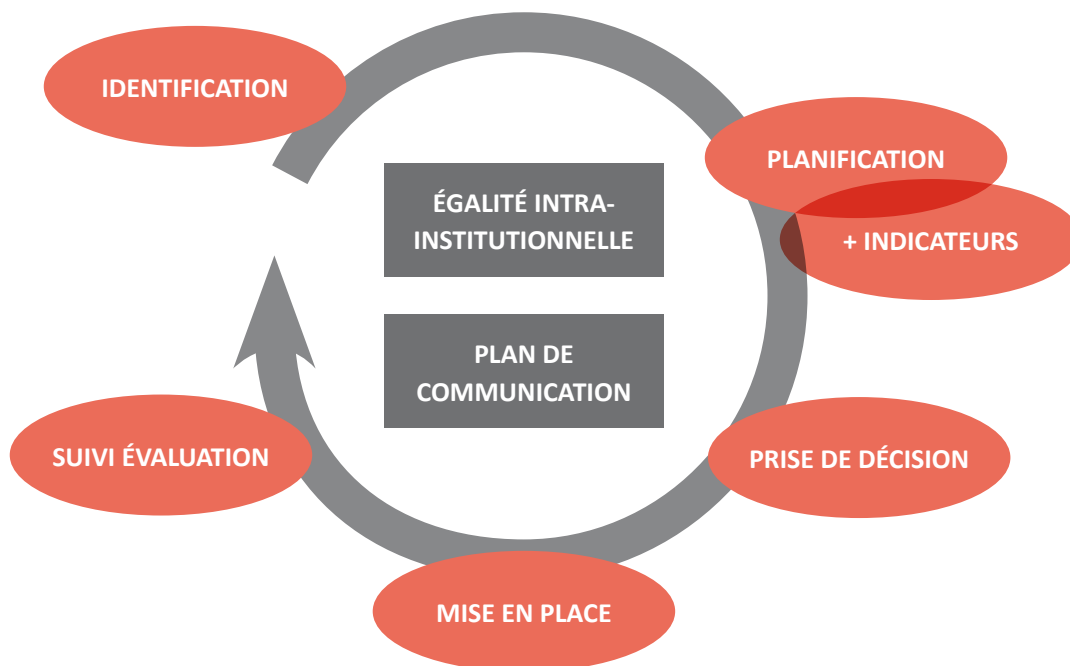 IDENTIFICATION
PLANIFICATION
+ INDICATEURS
ÉGALITÉ INTRA-
INSTITUTIONNELLE
PLAN DE
COMMUNICATION
PRISE DE DÉCISION
MISE EN PLACE
SUIVI ÉVALUATION